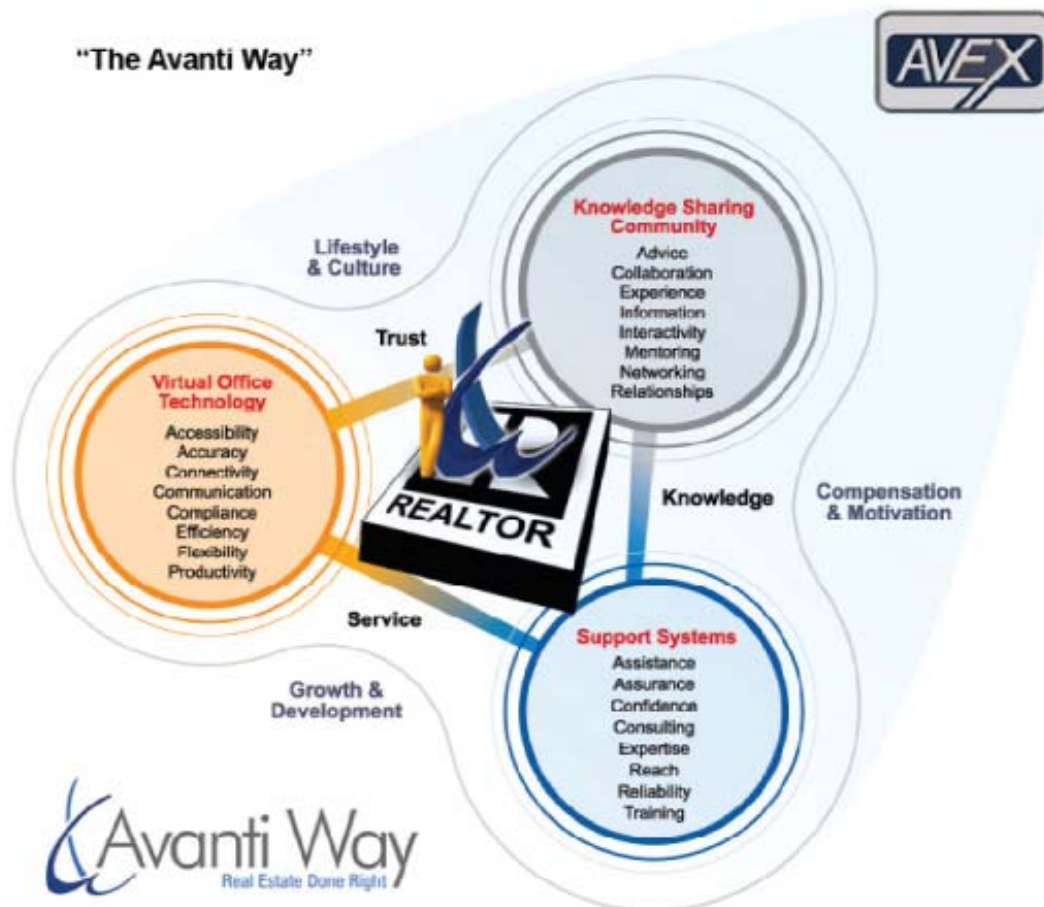 “The Avanti Way”
AVEX
Knowledge Sharing
Community
Advice
Collaboration
Experience
Information
Interactivity
Mentoring
Networking
Relationships
Lifestyle
& Culture
Trust
Virtual Office
Technology
Accessibility
Accuracy
Connectivity
Communication
Compliance
Efficiency
Flexibility
Productivity
R
REALTOR
Knowledge
Compensation
& Motivation
Service
Support Systems
Assistance
Assurance
Confidence
Consulting
Expertise
Reach
Reliability
Training
Growth &
Development
Avanti Way
Real Estate Done Right